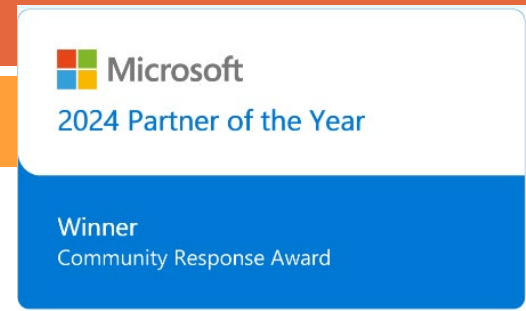 Microsoft
2024 Partner of the Year
Winner
Community Response Award